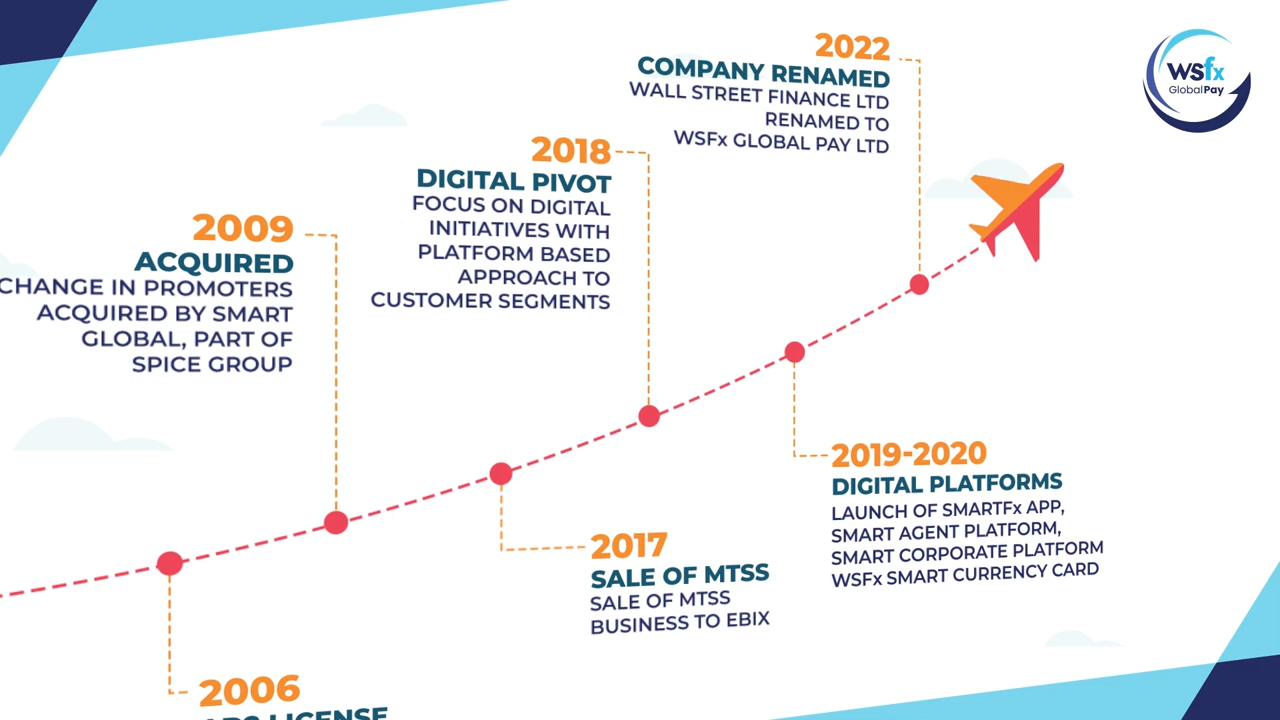 2022
COMPANY RENAMED
WALL STREET FINANCE LTD
RENAMED TO
WSFx GLOBAL PAY LTD
wsfx
GlobalPay
2018
DIGITAL PIVOT
FOCUS ON DIGITAL
INITIATIVES WITH
PLATFORM BASED
APPROACH TO
CUSTOMER SEGMENTS
2009
ACQUIRED
CHANGE IN PROMOTERS
ACQUIRED BY SMART
GLOBAL, PART OF
SPICE GROUP
2019-2020
DIGITAL PLATFORMS
LAUNCH OF SMARTFx APP,
SMART AGENT PLATFORM,
SMART CORPORATE PLATFORM
WSFx SMART CURRENCY CARD
2017
SALE OF MTSS
SALE OF MTSS
BUSINESS TO EBIX
2006
LICENSE